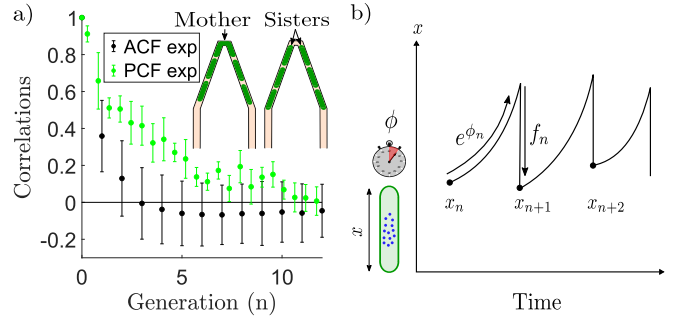 a)
Mother
Sisters
ACF exp
PCF exp
1
0.8
0.6
0.4
0.2
0
-0.2
Correlations
0
5
10
Generation (n)
b)
x
ϕ
x
e^{ϕ_n}
f_n
x_n
x_{n+1}
x_{n+2}
Time